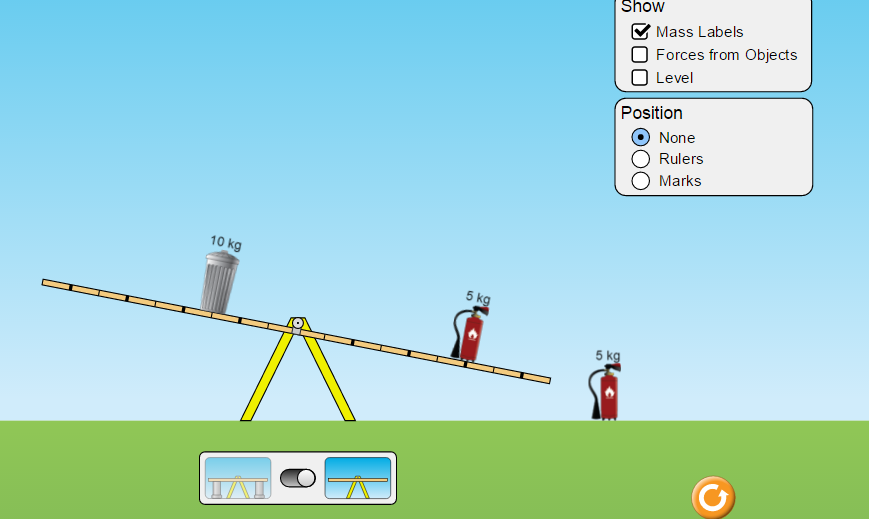 Show
Mass Labels
Forces from Objects
Level
Position
None
Rulers
Marks
10 kg
5 kg
5 kg